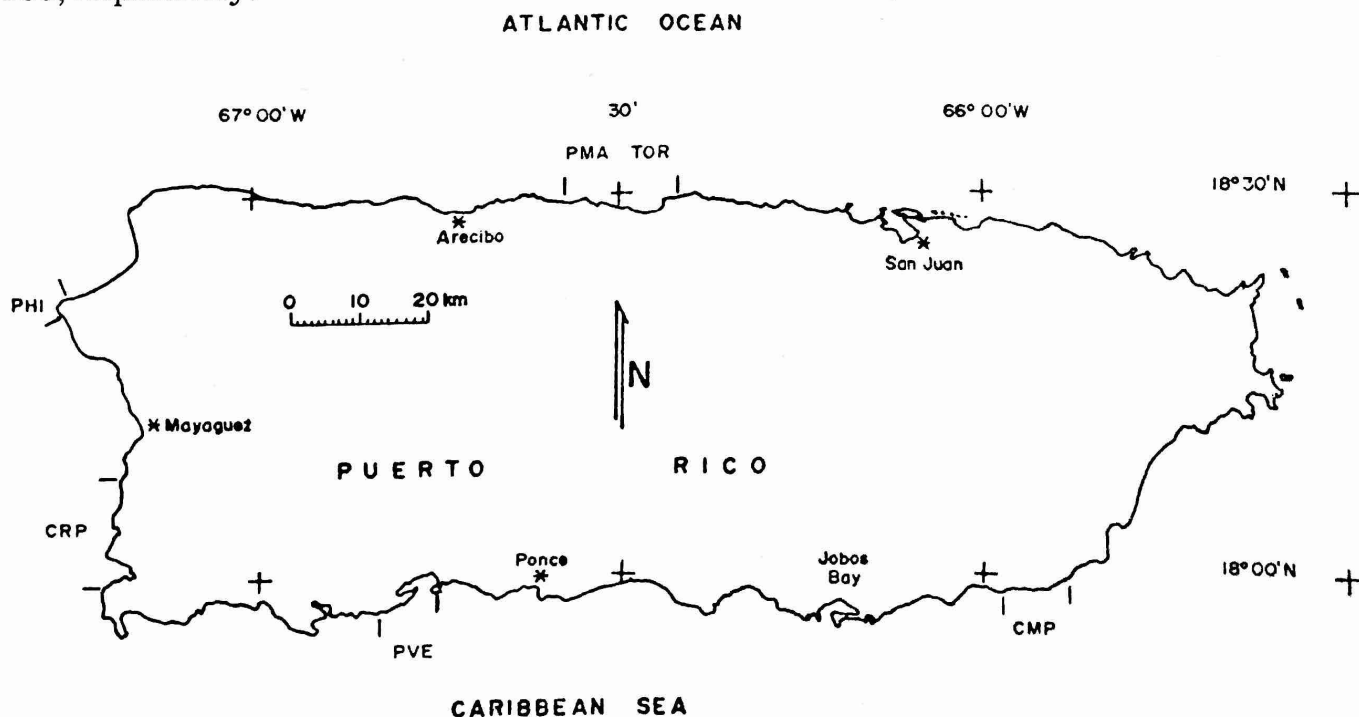 ATLANTIC OCEAN
67° 00' W 30' 66° 00' W
PMA TOR
18° 30' N
Arecibo
San Juan
PHI
0 10 20 km
N
Mayaguez
PUERTO RICO
CRP
Ponce
Jobos
Bay
18° 00' N
PVE
CMP
CARIBBEAN SEA